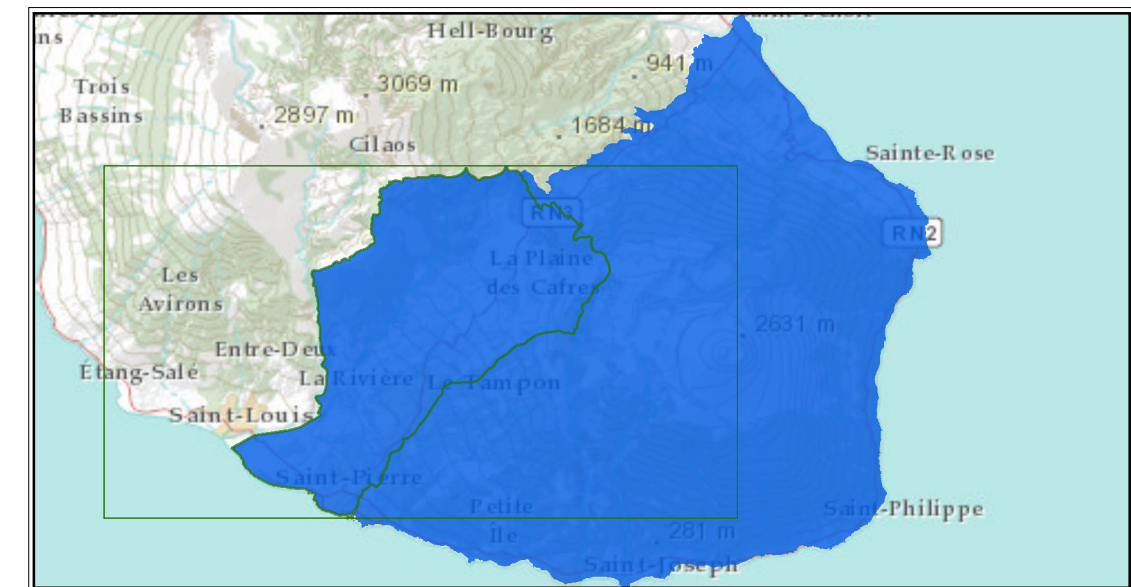 Hell-Bourg
ns
941 m
Trois
Bassins
3069 m
2897 m
1684 m
Cilaos
Sainte-Rose
RN3
RN2
La Plaine
des Cafres
Les
Avirons
2631 m
Entre-Deux
Étang-Salé
La Rivière
Le Tampon
Saint-Louis
Saint-Pierre
Petite
Île
Saint-Philippe
281 m
Saint-Joseph